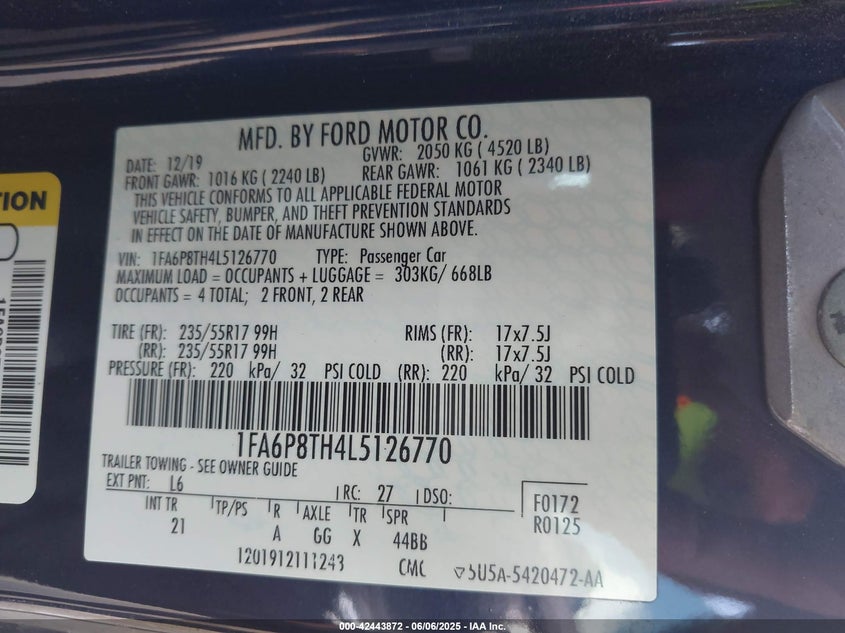 MFD. BY FORD MOTOR CO.
DATE: 12/19 GVWR: 2050 KG ( 4520 LB)
FRONT GAWR: 1016 KG ( 2240 LB) REAR GAWR: 1061 KG ( 2340 LB)
THIS VEHICLE CONFORMS TO ALL APPLICABLE FEDERAL MOTOR
VEHICLE SAFETY, BUMPER, AND THEFT PREVENTION STANDARDS
IN EFFECT ON THE DATE OF MANUFACTURE SHOWN ABOVE.
VIN: 1FA6P8TH4L5126770 TYPE: Passenger Car
MAXIMUM LOAD = OCCUPANTS + LUGGAGE = 303KG/ 668LB
OCCUPANTS = 4 TOTAL; 2 FRONT, 2 REAR
TIRE (FR): 235/55R17 99H RIMS (FR): 17x7.5J
(RR): 235/55R17 99H (RR): 17x7.5J
PRESSURE (FR): 220 kPa/ 32 PSI COLD (RR): 220 kPa/ 32 PSI COLD
1FA6P8TH4L5126770
TRAILER TOWING - SEE OWNER GUIDE
EXT PNT: L6 RC: 27 DSO: F0172
INT TR TP/PS R AXLE TR SPR R0125
21 A GG X 44BB
1201912111243 CMC 5U5A-5420472-AA
000-42443872 - 06/06/2025 - IAA Inc.